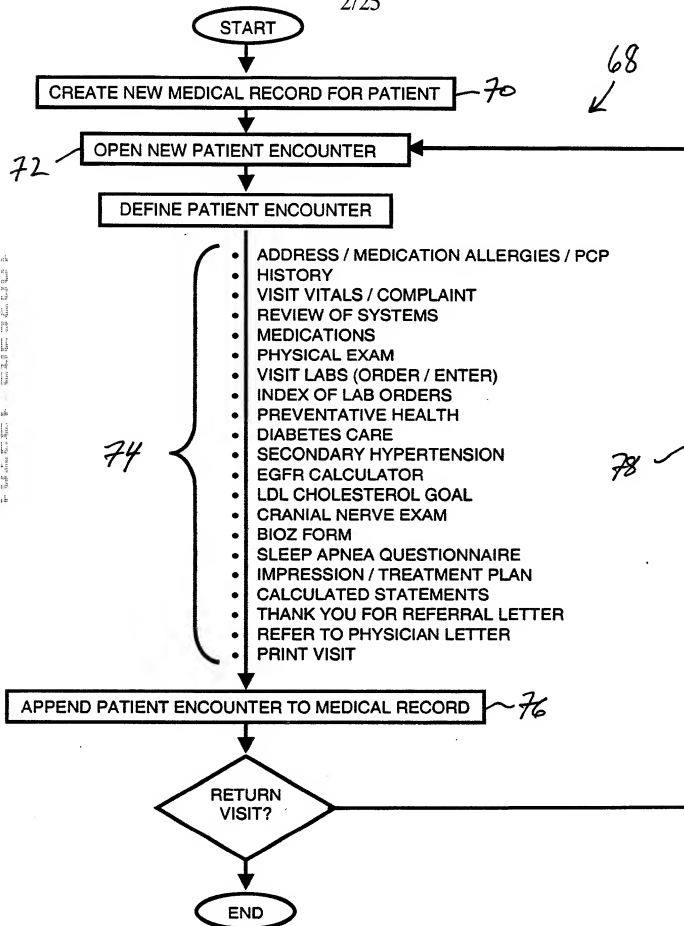 2/25
START
68
CREATE NEW MEDICAL RECORD FOR PATIENT
70
72
OPEN NEW PATIENT ENCOUNTER
DEFINE PATIENT ENCOUNTER
• ADDRESS / MEDICATION ALLERGIES / PCP
• HISTORY
• VISIT VITALS / COMPLAINT
• REVIEW OF SYSTEMS
• MEDICATIONS
• PHYSICAL EXAM
• VISIT LABS (ORDER / ENTER)
• INDEX OF LAB ORDERS
• PREVENTATIVE HEALTH
• DIABETES CARE
74
• SECONDARY HYPERTENSION
78
• EGFR CALCULATOR
• LDL CHOLESTEROL GOAL
• CRANIAL NERVE EXAM
• BIOZ FORM
• SLEEP APNEA QUESTIONNAIRE
• IMPRESSION / TREATMENT PLAN
• CALCULATED STATEMENTS
• THANK YOU FOR REFERRAL LETTER
• REFER TO PHYSICIAN LETTER
• PRINT VISIT
APPEND PATIENT ENCOUNTER TO MEDICAL RECORD
76
RETURN
VISIT?
END